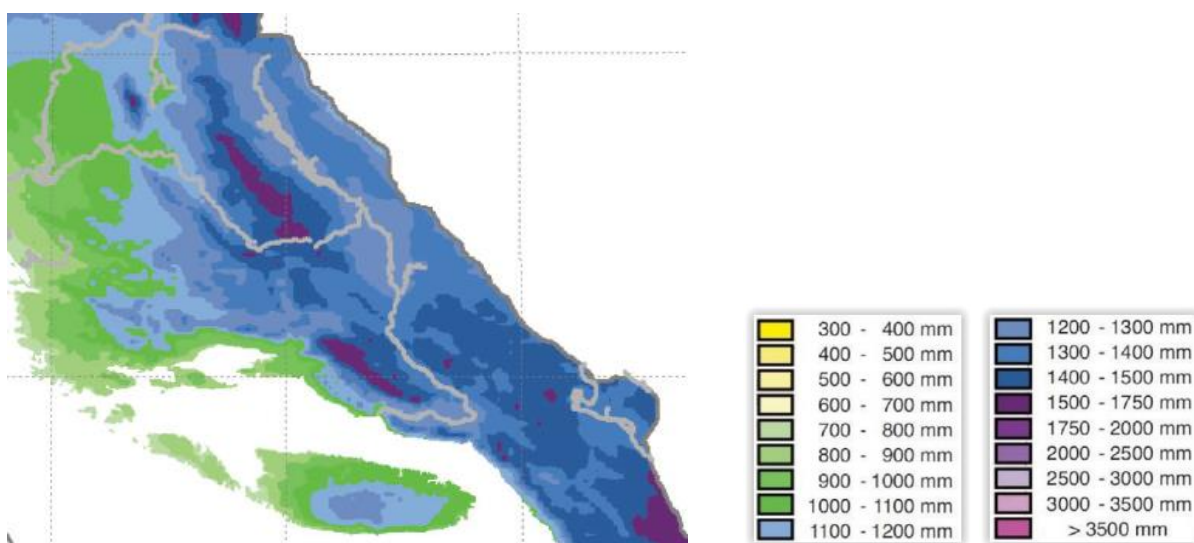 300 - 400 mm
400 - 500 mm
500 - 600 mm
600 - 700 mm
700 - 800 mm
800 - 900 mm
900 - 1000 mm
1000 - 1100 mm
1100 - 1200 mm
1200 - 1300 mm
1300 - 1400 mm
1400 - 1500 mm
1500 - 1750 mm
1750 - 2000 mm
2000 - 2500 mm
2500 - 3000 mm
3000 - 3500 mm
> 3500 mm